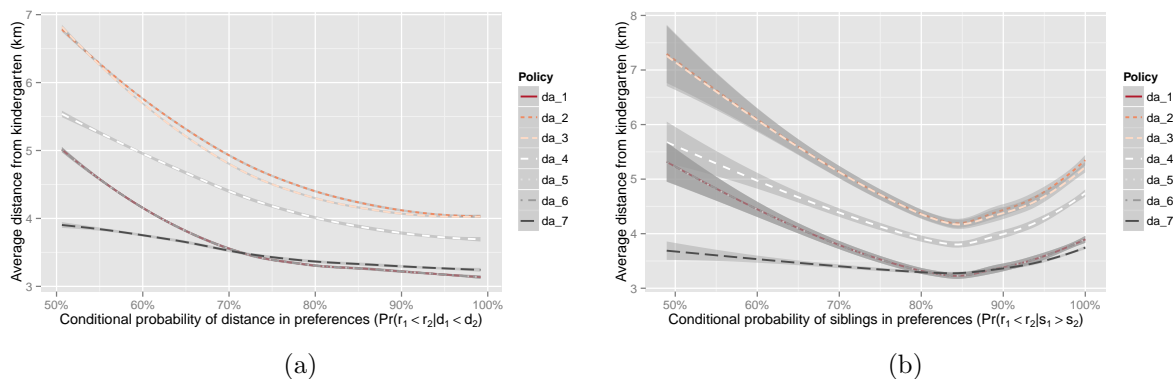 7
6
5
4
3
Average distance from kindergarten (km)
50% 60% 70% 80% 90% 100%
Conditional probability of distance in preferences (Pr(r₁ < r₂|d₁ < d₂)
Policy
da_1
da_2
da_3
da_4
da_5
da_6
da_7
(a)
8
7
6
5
4
3
Average distance from kindergarten (km)
50% 60% 70% 80% 90% 100%
Conditional probability of siblings in preferences (Pr(r₁ < r₂|s₁ > s₂)
Policy
da_1
da_2
da_3
da_4
da_5
da_6
da_7
(b)